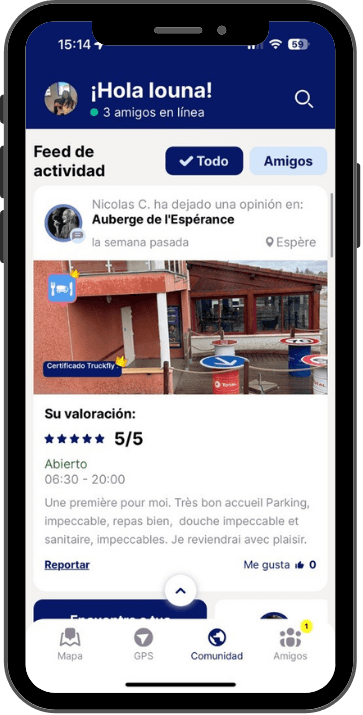 15:14
59
¡Hola louna!
3 amigos en línea
Feed de
actividad
Todo
Amigos
Nicolas C. ha dejado una opinión en:
Auberge de l'Espérance
la semana pasada
Espère
Certificado Truckfly
TOTAL
Su valoración:
5/5
Abierto
06:30 - 20:00
Une première pour moi. Très bon accueil Parking,
impeccable, repas bien, douche impeccable et
sanitaire, impeccables. Je reviendrai avec plaisir.
Reportar
Me gusta 0
Mapa
GPS
Comunidad
1
Amigos